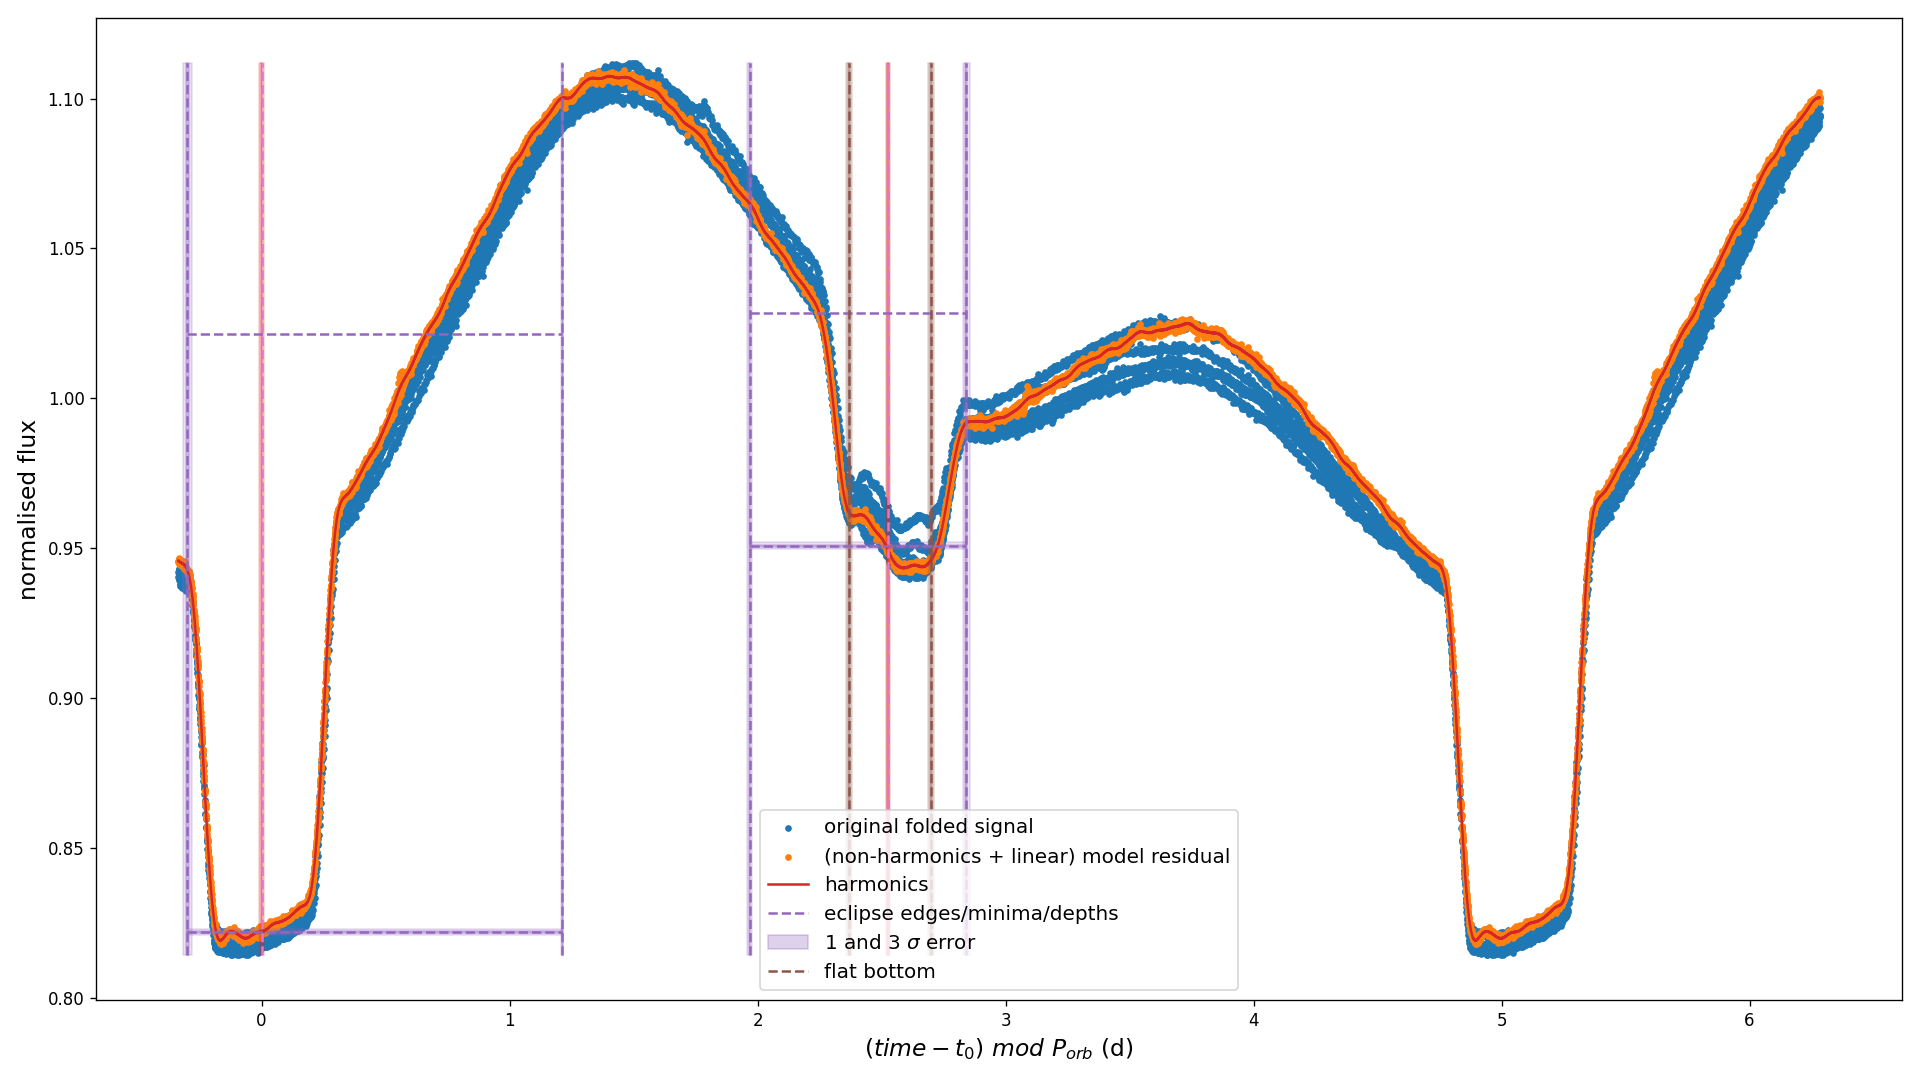 normalised flux
1.10
1.05
1.00
0.95
0.90
0.85
0.80
original folded signal
(non-harmonics + linear) model residual
harmonics
eclipse edges/minima/depths
1 and 3 σ error
flat bottom
0 1 2 3 4 5 6
(time − t₀) mod P_orb (d)